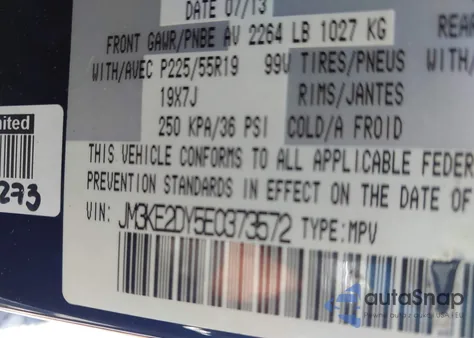 DATE 07/13
FRONT GAWR/PNBE AV 2264 LB 1027 KG
REAR
WITH/AVEC P225/55R19 99V TIRES/PNEUS WITH/
19X7J RIMS/JANTES
250 KPA/36 PSI COLD/A FROID
THIS VEHICLE CONFORMS TO ALL APPLICABLE FEDER
PREVENTION STANDARDS IN EFFECT ON THE DATE OF
VIN: JM3KE2DY5E0373572 TYPE:MPV
ited
273
autoSnap